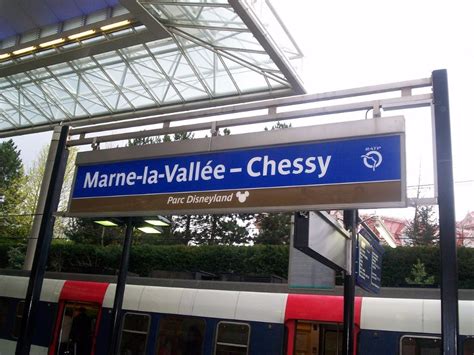 Marne-la-Vallée – Chessy
RATP
Parc Disneyland